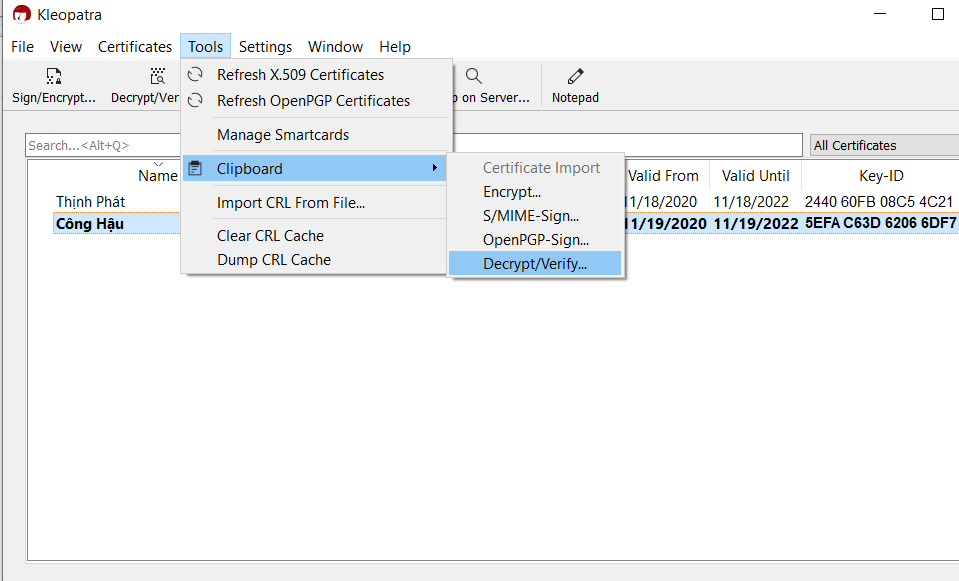 Kleopatra
File View Certificates Tools Settings Window Help
Sign/Encrypt... Decrypt/Ver on Server... Notepad
Refresh X.509 Certificates
Refresh OpenPGP Certificates
Manage Smartcards
Clipboard
Import CRL From File...
Clear CRL Cache
Dump CRL Cache
Certificate Import
Encrypt...
S/MIME-Sign...
OpenPGP-Sign...
Decrypt/Verify...
Search...<Alt+Q> All Certificates
Name Valid From Valid Until Key-ID
Thịnh Phát 11/18/2020 11/18/2022 2440 60FB 08C5 4C21
Công Hậu 11/19/2020 11/19/2022 5EFA C63D 6206 6DF7